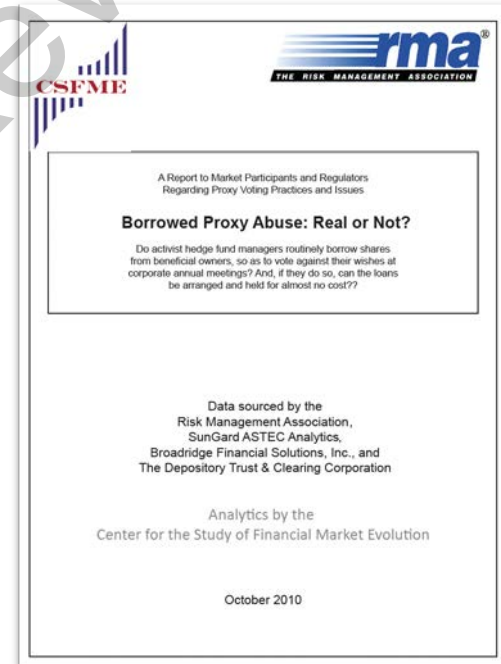 CSFME
rma®
THE RISK MANAGEMENT ASSOCIATION
A Report to Market Participants and Regulators
Regarding Proxy Voting Practices and Issues
Borrowed Proxy Abuse: Real or Not?
Do activist hedge fund managers routinely borrow shares
from beneficial owners, so as to vote against their wishes at
corporate annual meetings? And, if they do so, can the loans
be arranged and held for almost no cost??
Data sourced by the
Risk Management Association,
SunGard ASTEC Analytics,
Broadridge Financial Solutions, Inc., and
The Depository Trust & Clearing Corporation
Analytics by the
Center for the Study of Financial Market Evolution
October 2010